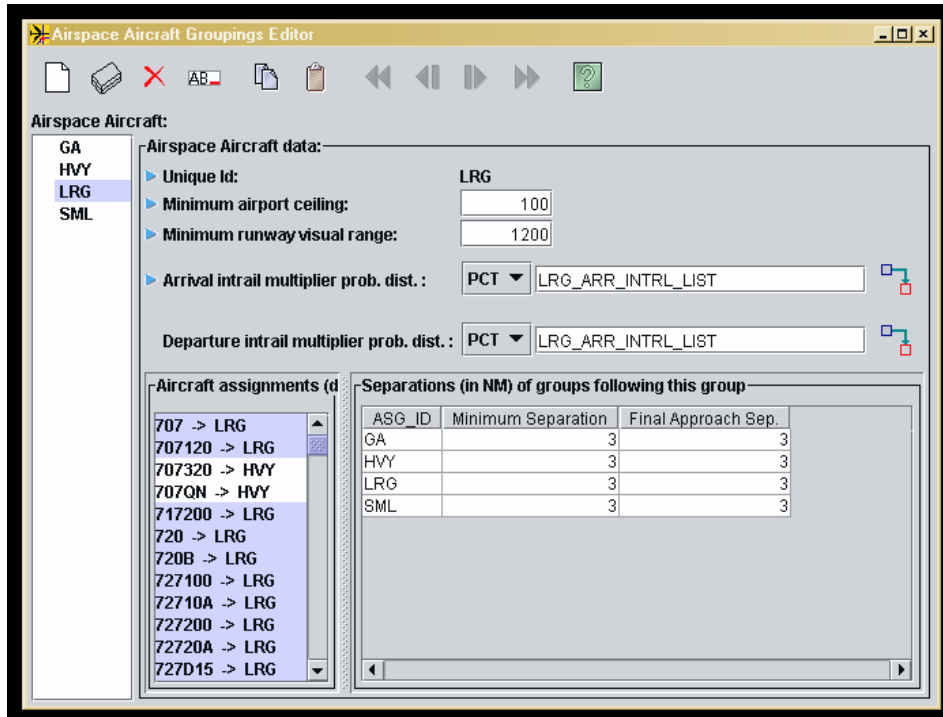 Airspace Aircraft Groupings Editor
AB
Airspace Aircraft:
GA
HVY
LRG
SML
Airspace Aircraft data:
Unique Id: LRG
Minimum airport ceiling: 100
Minimum runway visual range: 1200
Arrival intrail multiplier prob. dist. : PCT LRG_ARR_INTRL_LIST
Departure intrail multiplier prob. dist. : PCT LRG_ARR_INTRL_LIST
Aircraft assignments (d
707 -> LRG
707120 -> LRG
707320 -> HVY
707QN -> HVY
717200 -> LRG
720 -> LRG
720B -> LRG
727100 -> LRG
72710A -> LRG
727200 -> LRG
72720A -> LRG
727D15 -> LRG
Separations (in NM) of groups following this group
ASG_ID Minimum Separation Final Approach Sep.
GA 3 3
HVY 3 3
LRG 3 3
SML 3 3